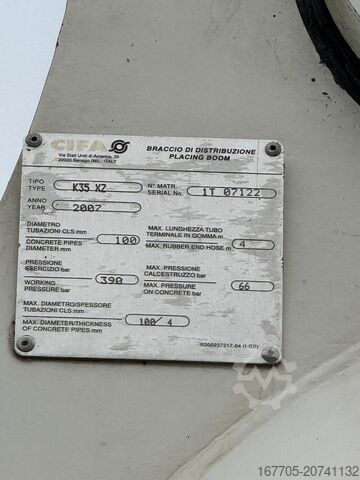 CIFA
Via Stati Uniti d'America, 26
20030 Senago (MI) - ITALY
BRACCIO DI DISTRIBUZIONE
PLACING BOOM
TIPO
TYPE K35 XZ
N° MATR.
SERIAL No. 1T 07122
ANNO
YEAR 2007
DIAMETRO
TUBAZIONI CLS mm
CONCRETE PIPES
DIAMETER mm 100
MAX. LUNGHEZZA TUBO
TERMINALE IN GOMMA m
MAX. RUBBER END HOSE m 4
PRESSIONE
ESERCIZIO bar
WORKING
PRESSURE bar 390
MAX. PRESSIONE
CALCESTRUZZO bar
MAX. PRESSURE
ON CONCRETE bar 66
MAX. DIAMETRO/SPESSORE
TUBAZIONI CLS mm
MAX. DIAMETER/THICKNESS
OF CONCRETE PIPES mm 100/ 4
K000237217-04 (I-GB)
167705-20741132